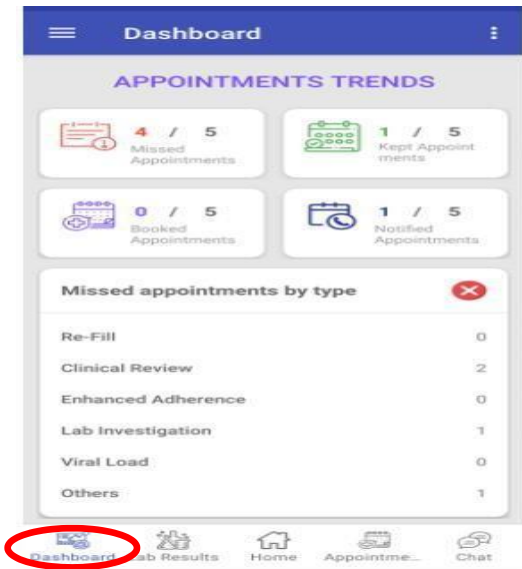 Dashboard
APPOINTMENTS TRENDS
4 / 5
Missed
Appointments
1 / 5
Kept Appoint
ments
0 / 5
Booked
Appointments
1 / 5
Notified
Appointments
Missed appointments by type
Re-Fill 0
Clinical Review 2
Enhanced Adherence 0
Lab Investigation 1
Viral Load 0
Others 1
Dashboard Lab Results Home Appointme... Chat